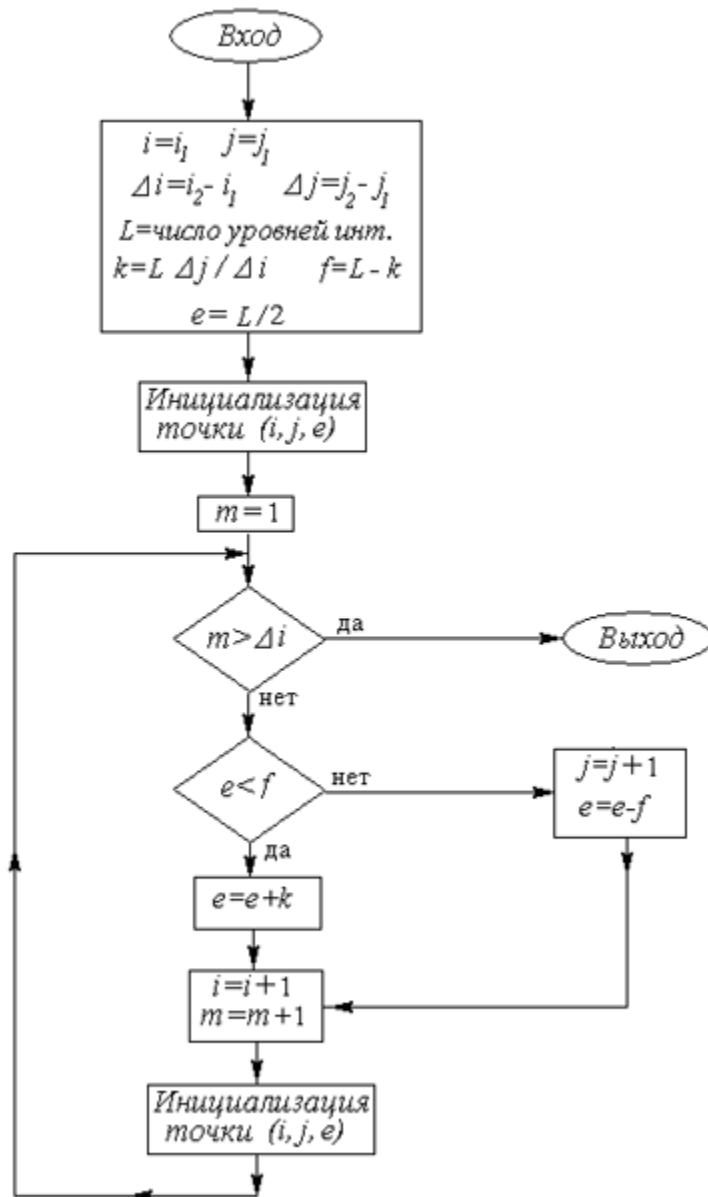 Вход
i=i₁ j=j₁
Δi=i₂-i₁ Δj=j₂-j₁
L=число уровней инт.
k=L Δj/Δi f=L-k
e=L/2
Инициализация
точки (i,j,e)
m=1
m>Δi
да
Выход
нет
e<f
нет
j=j+1
e=e-f
да
e=e+k
i=i+1
m=m+1
Инициализация
точки (i,j,e)